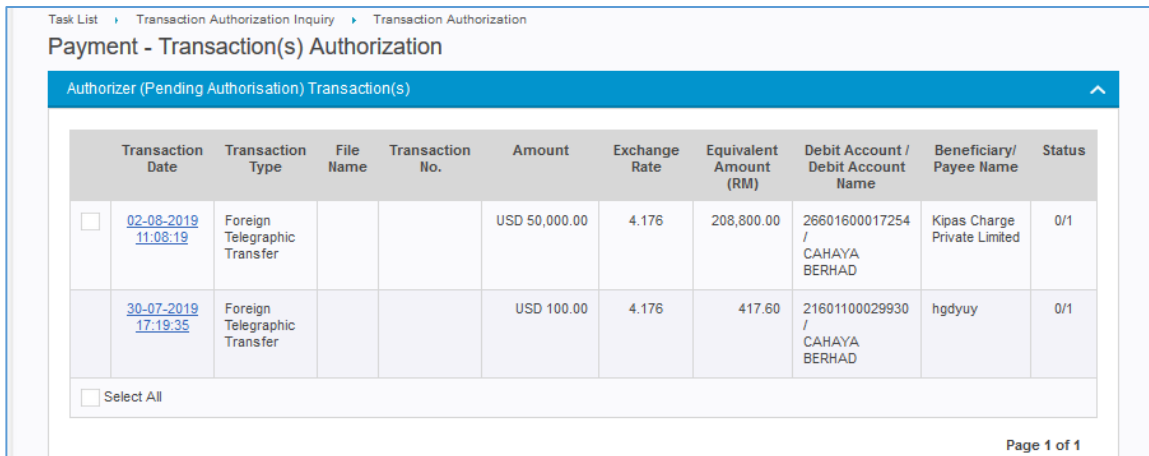 Task List › Transaction Authorization Inquiry › Transaction Authorization
Payment - Transaction(s) Authorization
Authorizer (Pending Authorisation) Transaction(s)
Transaction Date Transaction Type File Name Transaction No. Amount Exchange Rate Equivalent Amount (RM) Debit Account / Debit Account Name Beneficiary/ Payee Name Status
02-08-2019 11:08:19 Foreign Telegraphic Transfer USD 50,000.00 4.176 208,800.00 26601600017254 / CAHAYA BERHAD Kipas Charge Private Limited 0/1
30-07-2019 17:19:35 Foreign Telegraphic Transfer USD 100.00 4.176 417.60 21601100029930 / CAHAYA BERHAD hgdyuy 0/1
Select All
Page 1 of 1